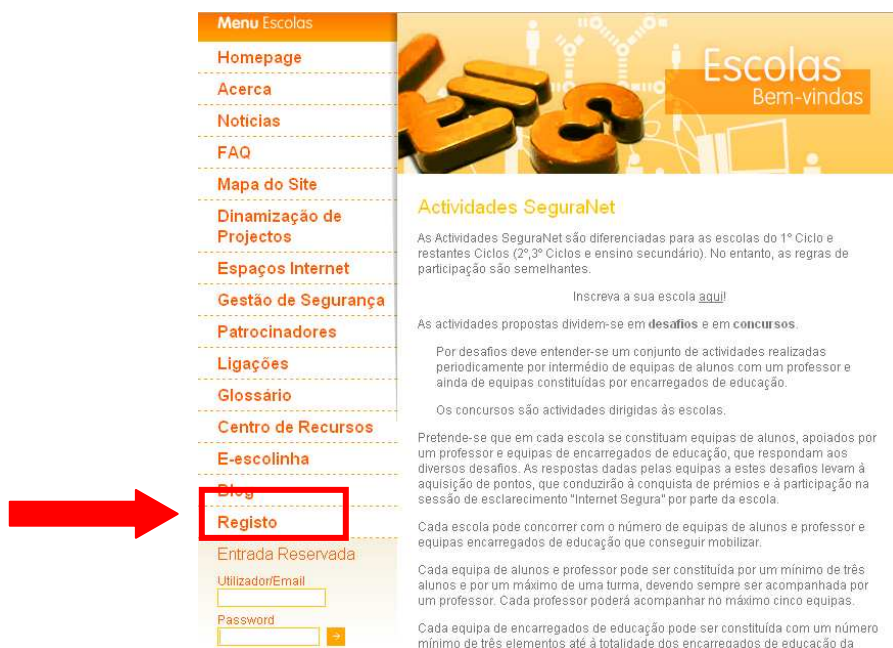 Menu Escolas
Homepage
Acerca
Notícias
FAQ
Mapa do Site
Dinamização de
Projectos
Espaços Internet
Gestão de Segurança
Patrocinadores
Ligações
Glossário
Centro de Recursos
E-escolinha
Blog
Registo
Entrada Reservada
Utilizador/Email
Password
Escolas
Bem-vindas
Actividades SeguraNet
As Actividades SeguraNet são diferenciadas para as escolas do 1º Ciclo e
restantes Ciclos (2º,3º Ciclos e ensino secundário). No entanto, as regras de
participação são semelhantes.
Inscreva a sua escola aqui!
As actividades propostas dividem-se em desafios e em concursos.
Por desafios deve entender-se um conjunto de actividades realizadas
periodicamente por intermédio de equipas de alunos com um professor e
ainda de equipas constituídas por encarregados de educação.
Os concursos são actividades dirigidas às escolas.
Pretende-se que em cada escola se constituam equipas de alunos, apoiados por
um professor e equipas de encarregados de educação, que respondam aos
diversos desafios. As respostas dadas pelas equipas a estes desafios levam à
aquisição de pontos, que conduzirão à conquista de prémios e à participação na
sessão de esclarecimento "Internet Segura" por parte da escola.
Cada escola pode concorrer com o número de equipas de alunos e professor e
equipas encarregados de educação que conseguir mobilizar.
Cada equipa de alunos e professor pode ser constituída por um mínimo de três
alunos e por um máximo de uma turma, devendo sempre ser acompanhada por
um professor. Cada professor poderá acompanhar no máximo cinco equipas.
Cada equipa de encarregados de educação pode ser constituída com um número
mínimo de três elementos até à totalidade dos encarregados de educação da